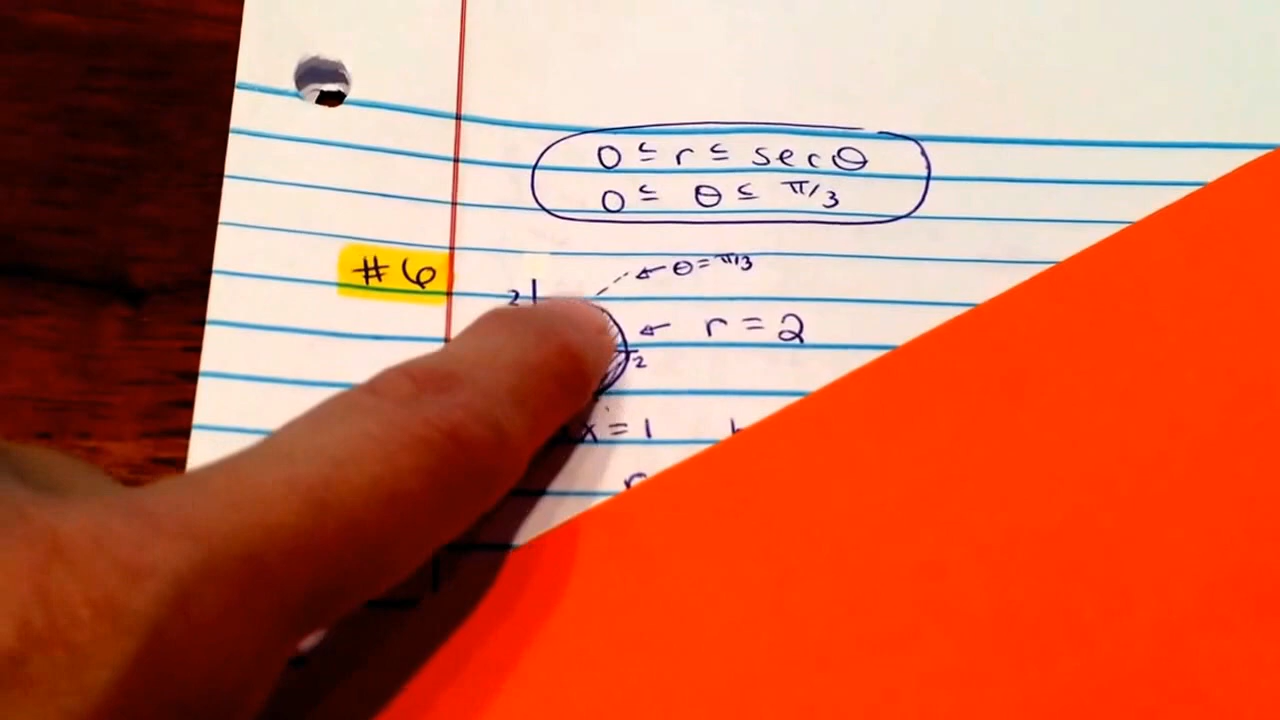 0 ≤ r ≤ sec θ
0 ≤ θ ≤ π/3
#6
2
← θ = π/3
← r = 2
2
x = 1
r